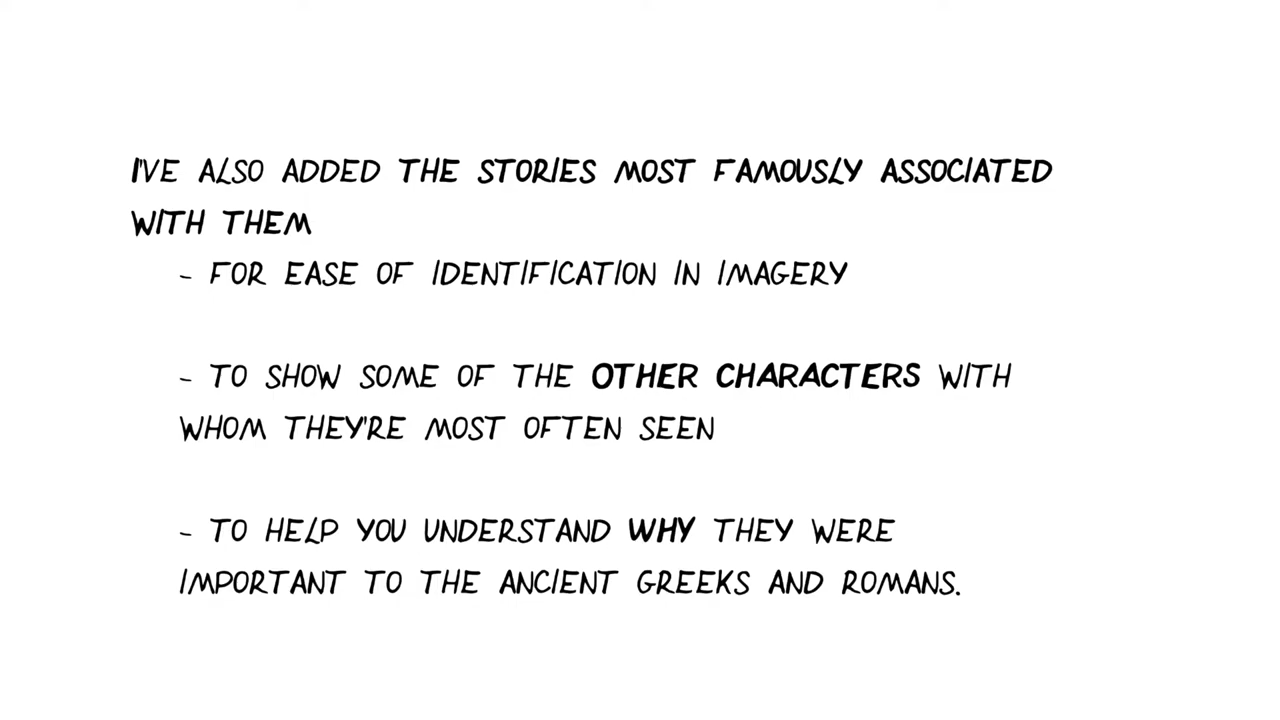 I'VE ALSO ADDED THE STORIES MOST FAMOUSLY ASSOCIATED
WITH THEM
- FOR EASE OF IDENTIFICATION IN IMAGERY
- TO SHOW SOME OF THE OTHER CHARACTERS WITH
WHOM THEY'RE MOST OFTEN SEEN
- TO HELP YOU UNDERSTAND WHY THEY WERE
IMPORTANT TO THE ANCIENT GREEKS AND ROMANS.